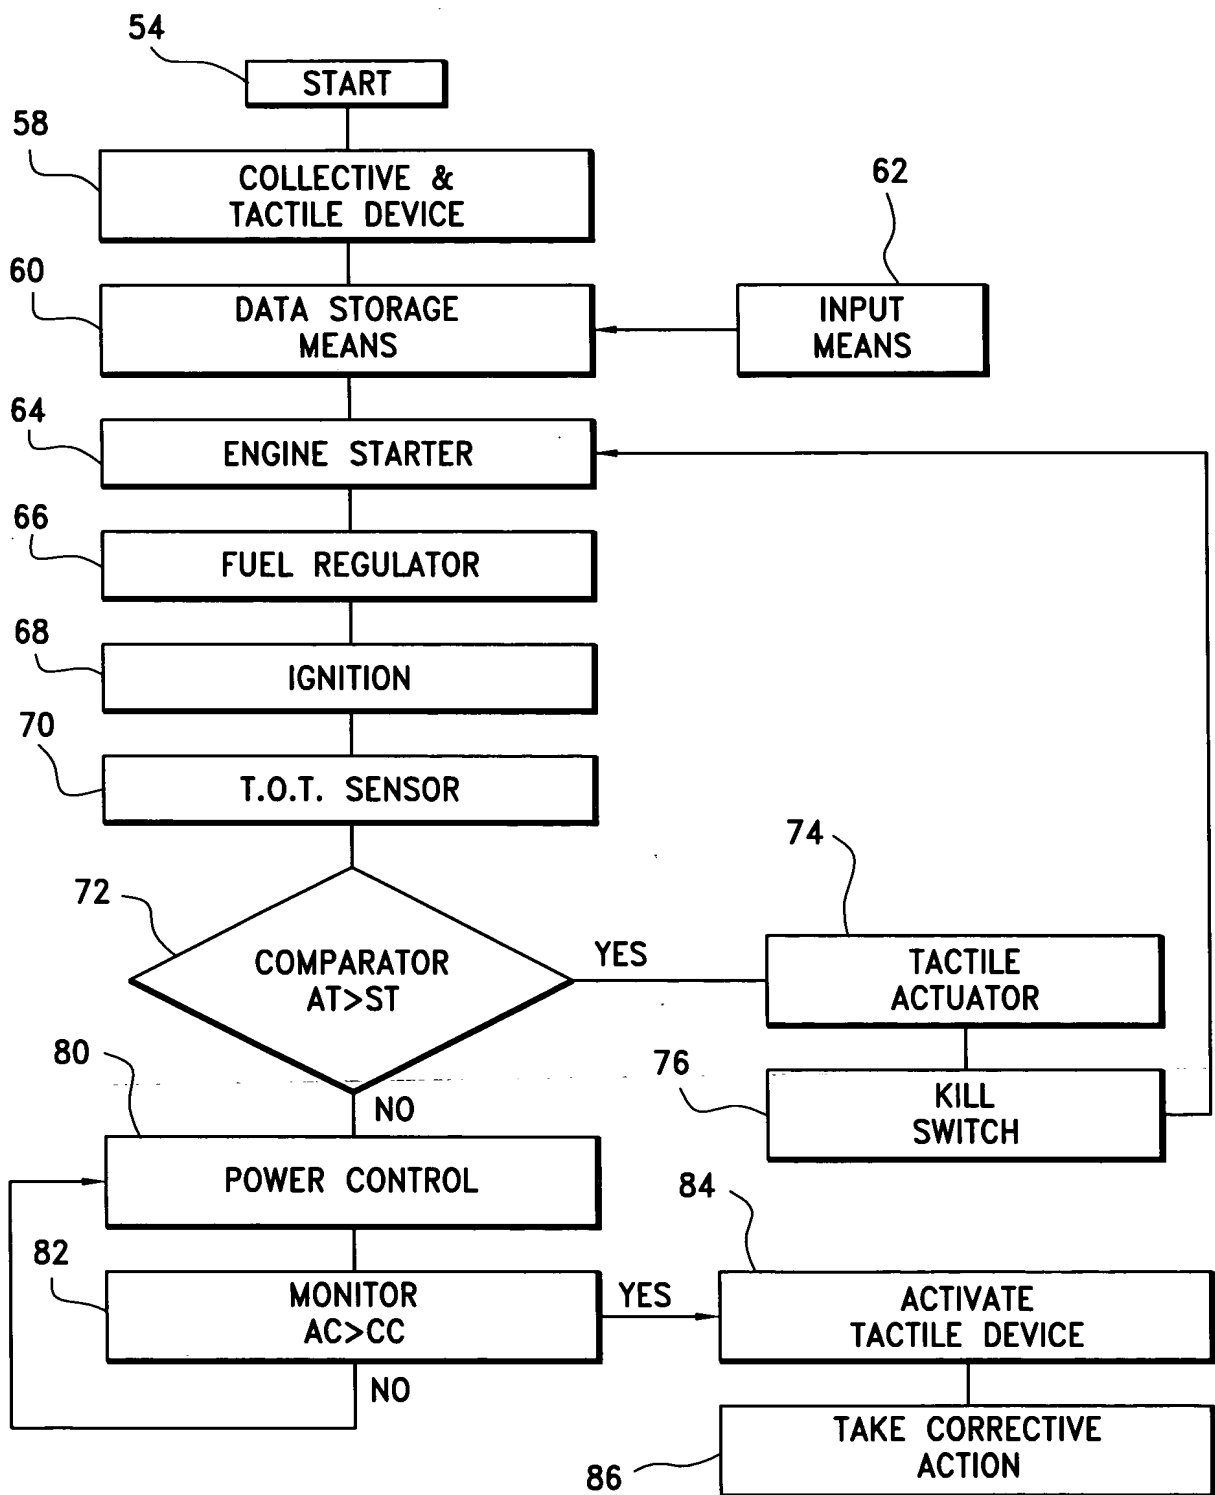 54
START
58
COLLECTIVE &
TACTILE DEVICE
62
60
DATA STORAGE
MEANS
INPUT
MEANS
64
ENGINE STARTER
66
FUEL REGULATOR
68
IGNITION
70
T.O.T. SENSOR
72
COMPARATOR
AT>ST
YES
74
TACTILE
ACTUATOR
76
KILL
SWITCH
NO
80
POWER CONTROL
82
MONITOR
AC>CC
YES
84
ACTIVATE
TACTILE DEVICE
NO
86
TAKE CORRECTIVE
ACTION